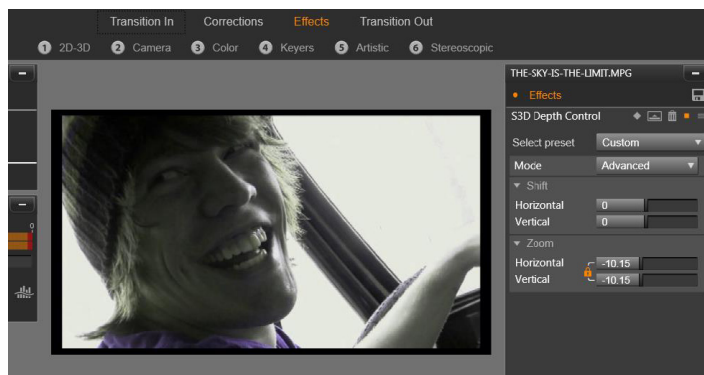 Transition In Corrections Effects Transition Out
1 2D-3D 2 Camera 3 Color 4 Keyers 5 Artistic 6 Stereoscopic
THE-SKY-IS-THE-LIMIT.MPG
Effects
S3D Depth Control
Select preset Custom
Mode Advanced
Shift
Horizontal 0
Vertical 0
Zoom
Horizontal -10.15
Vertical -10.15